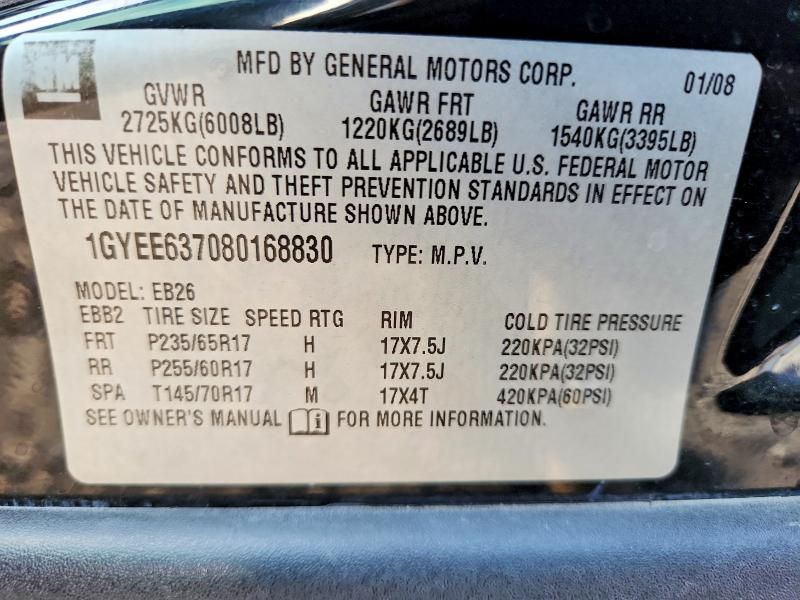 MFD BY GENERAL MOTORS CORP. 01/08
GVWR GAWR FRT GAWR RR
2725KG(6008LB) 1220KG(2689LB) 1540KG(3395LB)
THIS VEHICLE CONFORMS TO ALL APPLICABLE U.S. FEDERAL MOTOR
VEHICLE SAFETY AND THEFT PREVENTION STANDARDS IN EFFECT ON
THE DATE OF MANUFACTURE SHOWN ABOVE.
1GYEE637080168830 TYPE: M.P.V.
MODEL: EB26
EBB2 TIRE SIZE SPEED RTG RIM COLD TIRE PRESSURE
FRT P235/65R17 H 17X7.5J 220KPA(32PSI)
RR P255/60R17 H 17X7.5J 220KPA(32PSI)
SPA T145/70R17 M 17X4T 420KPA(60PSI)
SEE OWNER'S MANUAL i FOR MORE INFORMATION.